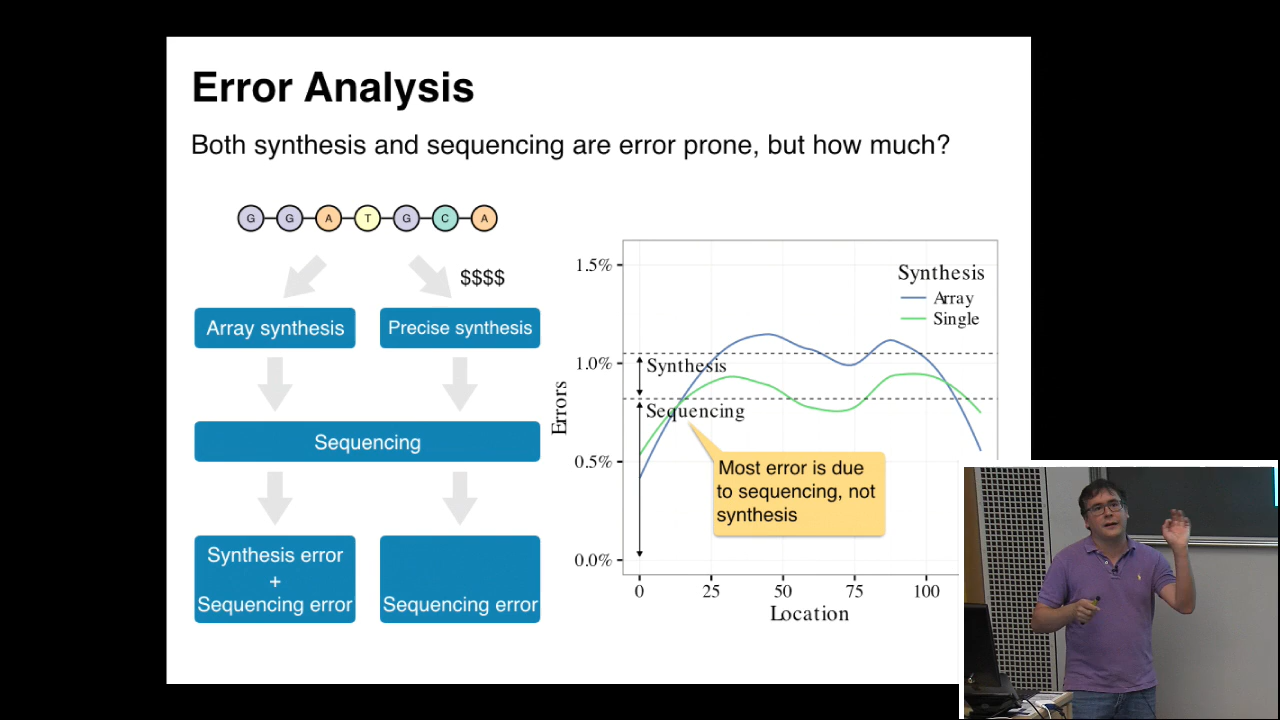 Error Analysis
Both synthesis and sequencing are error prone, but how much?
G G A T G C A
$$$$
Array synthesis
Precise synthesis
Sequencing
Synthesis error
+
Sequencing error
Sequencing error
1.5%
1.0%
0.5%
0.0%
Errors
Synthesis
Array
Single
Synthesis
Sequencing
Most error is due
to sequencing, not
synthesis
0 25 50 75 100
Location